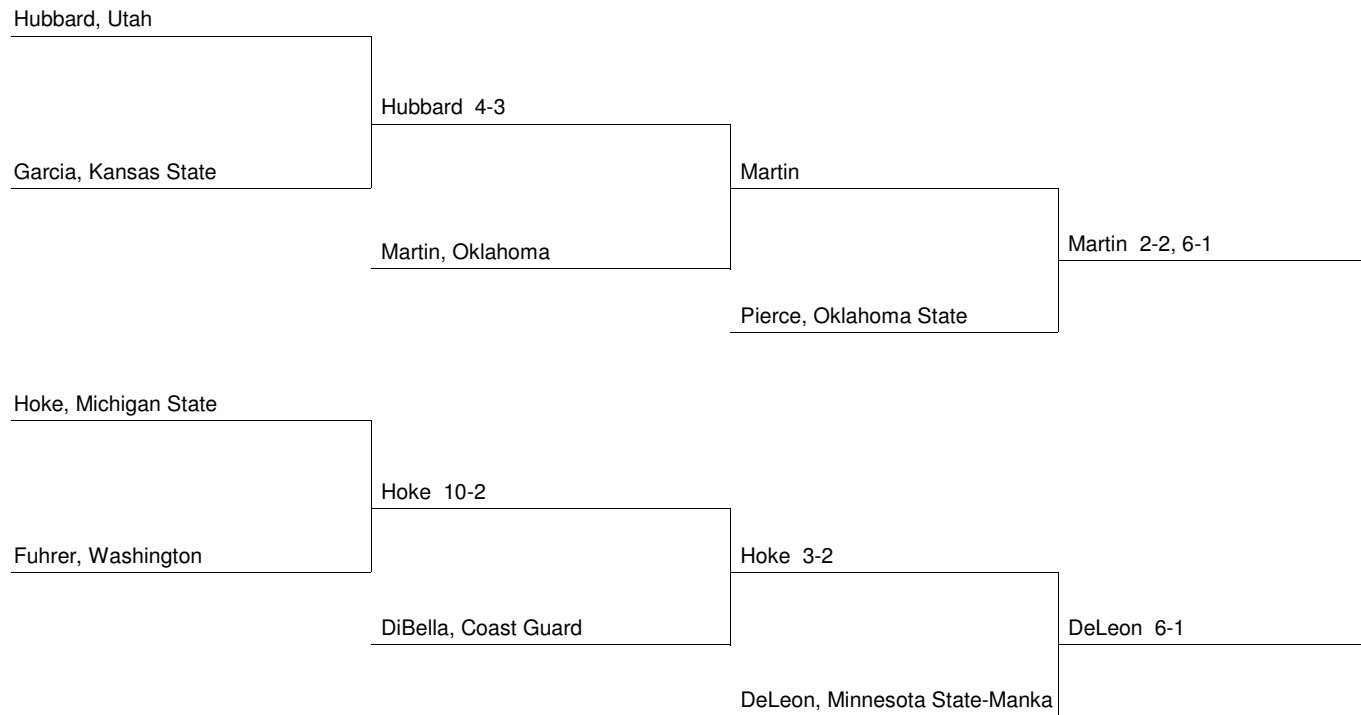 Hubbard, Utah
Hubbard 4-3
Garcia, Kansas State
Martin
Martin 2-2, 6-1
Martin, Oklahoma
Pierce, Oklahoma State
Hoke, Michigan State
Hoke 10-2
Fuhrer, Washington
Hoke 3-2
DiBella, Coast Guard
DeLeon 6-1
DeLeon, Minnesota State-Manka